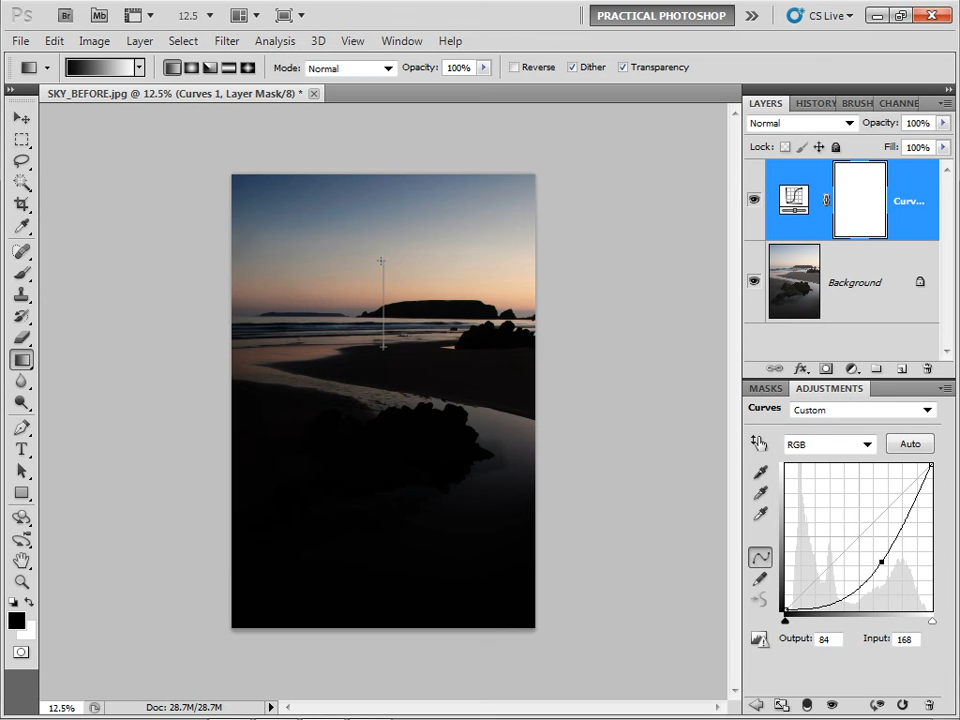 Ps Br Mb 12.5 PRACTICAL PHOTOSHOP CS Live
File Edit Image Layer Select Filter Analysis 3D View Window Help
Mode: Normal Opacity: 100% Reverse Dither Transparency
SKY_BEFORE.jpg @ 12.5% (Curves 1, Layer Mask/8) *
LAYERS HISTORY BRUSH CHANNE
Normal Opacity: 100%
Lock: Fill: 100%
Curv...
Background
T
MASKS ADJUSTMENTS
Curves Custom
RGB Auto
Output: 84 Input: 168
12.5% Doc: 28.7M/28.7M